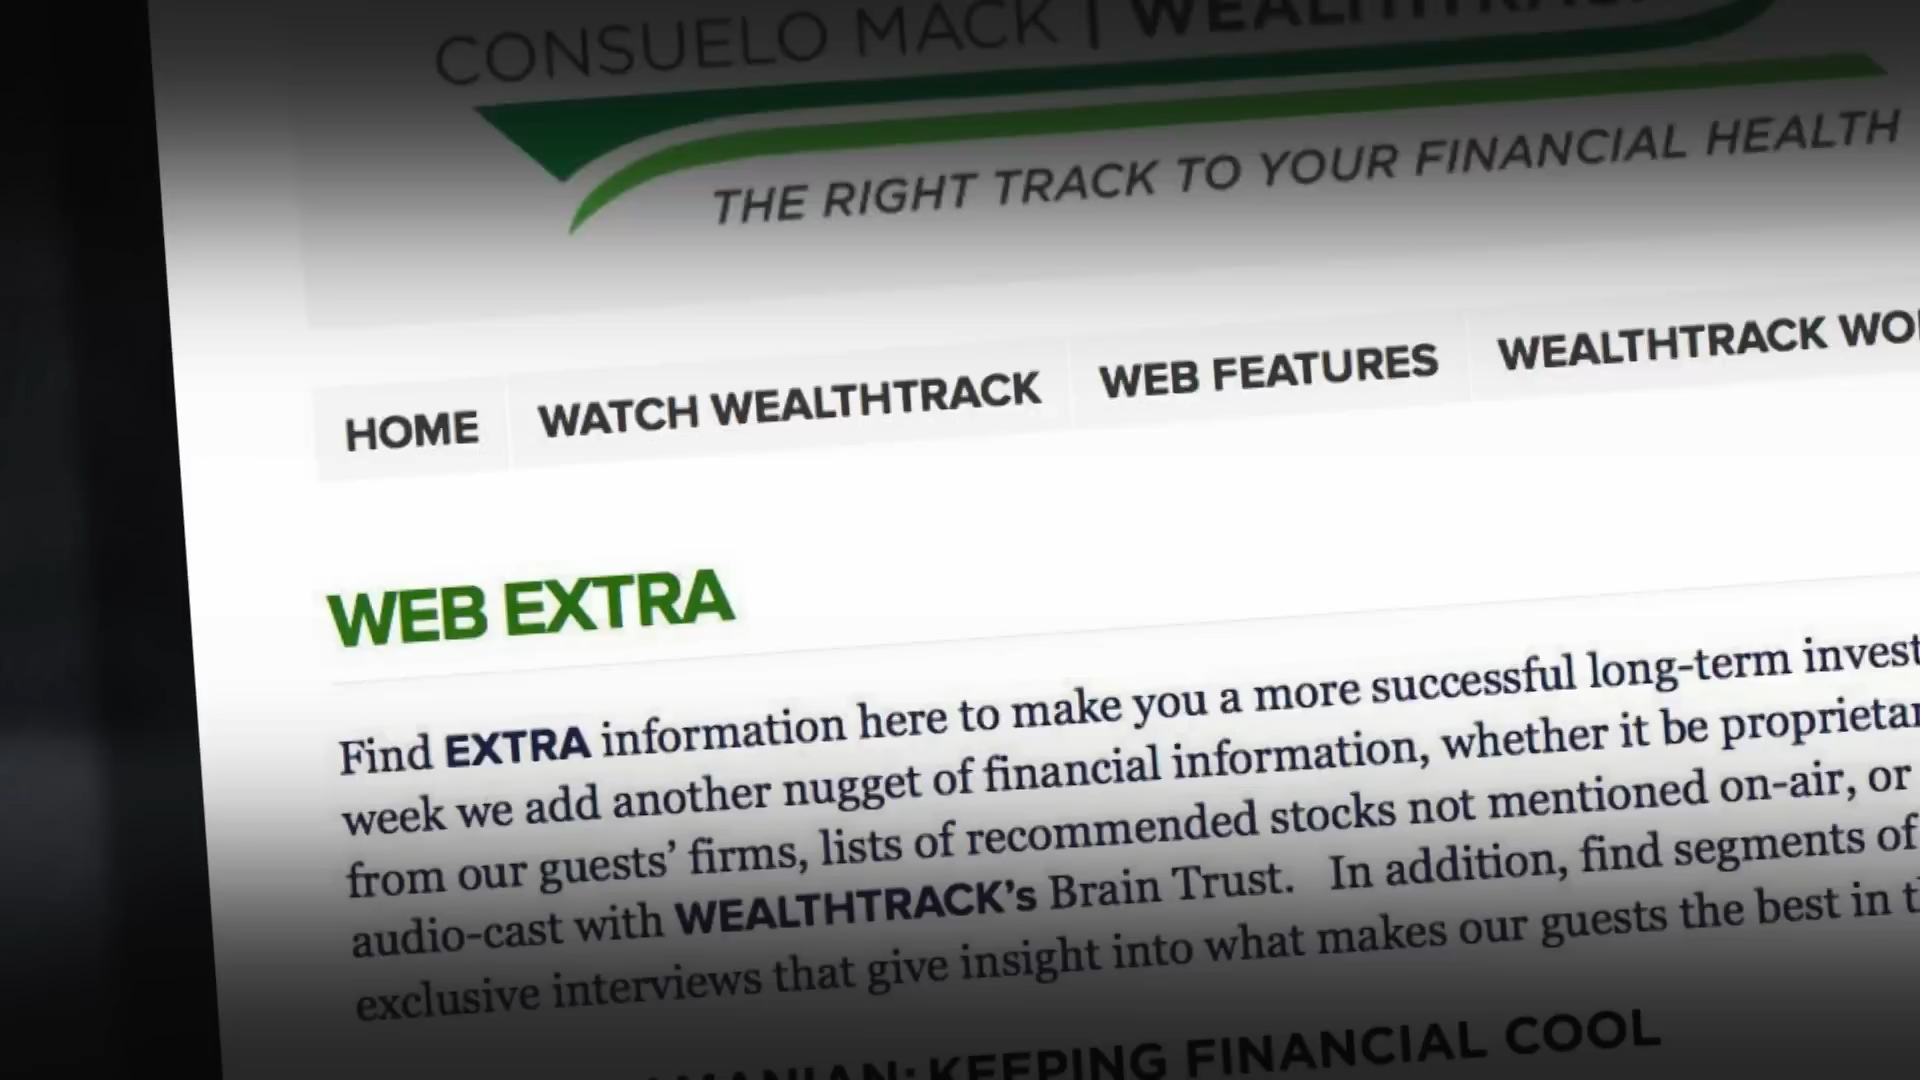 CONSUELO MACK | WEALTHTRACK
THE RIGHT TRACK TO YOUR FINANCIAL HEALTH
HOME WATCH WEALTHTRACK WEB FEATURES WEALTHTRACK
WEB EXTRA
Find EXTRA information here to make you a more successful long-term
week we add another nugget of financial information, whether it be
from our guests’ firms, lists of recommended stocks not mentioned on-air, or
audio-cast with WEALTHTRACK’s Brain Trust. In addition, find segments of
exclusive interviews that give insight into what makes our guests the best in
KEEPING FINANCIAL COOL